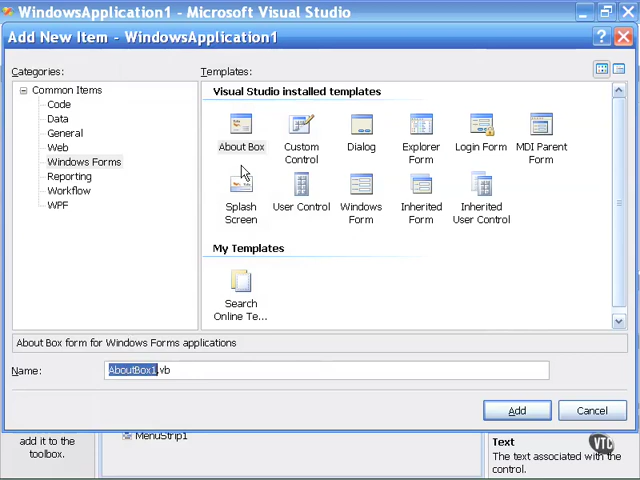 WindowsApplication1 - Microsoft Visual Studio
Add New Item - WindowsApplication1
Categories:
Templates:
Common Items
Code
Data
General
Web
Windows Forms
Reporting
Workflow
WPF
Visual Studio installed templates
About Box
Custom
Control
Dialog
Explorer
Form
Login Form
MDI Parent
Form
Splash
Screen
User Control
Windows
Form
Inherited
Form
Inherited
User Control
My Templates
Search
Online Te...
About Box form for Windows Forms applications
Name:
AboutBox1.vb
Add
Cancel
add it to the
toolbox.
MenuStrip1
Text
The text associated with the
control.
VTC